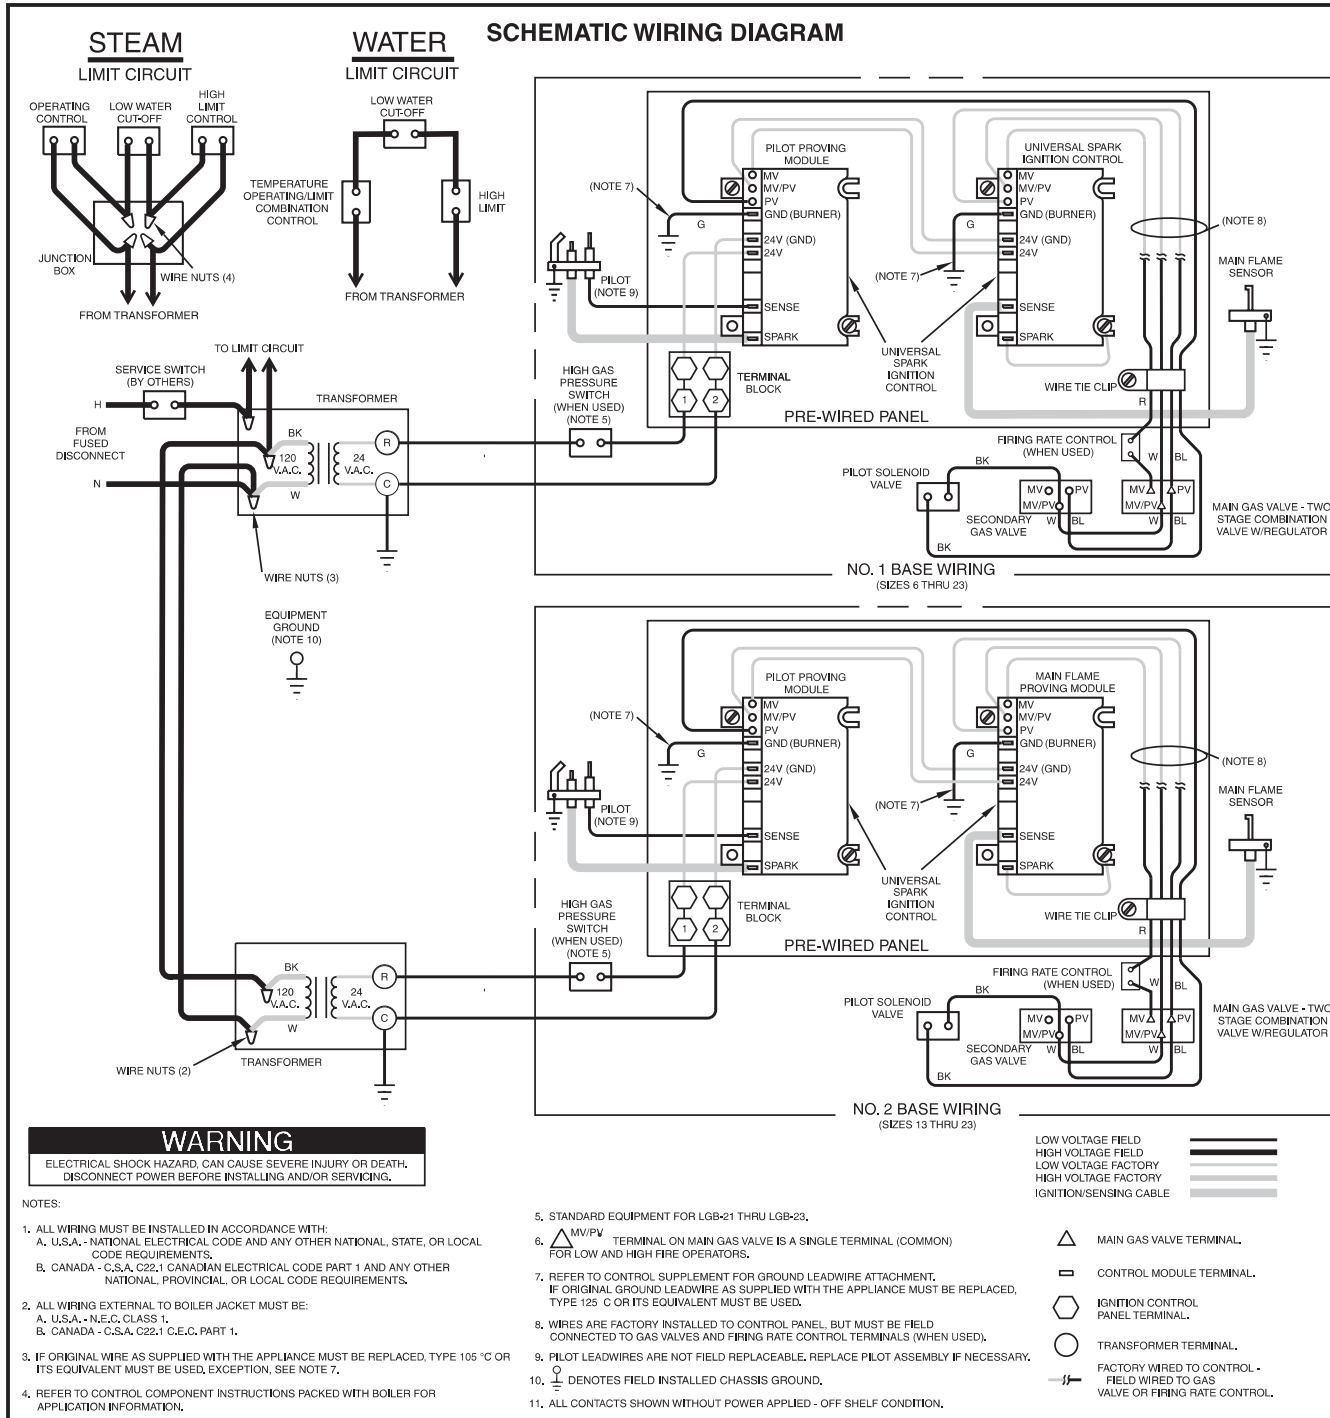 SCHEMATIC WIRING DIAGRAM
STEAM
LIMIT CIRCUIT
OPERATING
CONTROL
LOW WATER
CUT-OFF
HIGH
LIMIT
CONTROL
JUNCTION
BOX
WIRE NUTS (4)
FROM TRANSFORMER
WATER
LIMIT CIRCUIT
LOW WATER
CUT-OFF
TEMPERATURE
OPERATING/LIMIT
COMBINATION
CONTROL
HIGH
LIMIT
FROM TRANSFORMER
TO LIMIT CIRCUIT
SERVICE SWITCH
(BY OTHERS)
H
FROM
FUSED
DISCONNECT
N
TRANSFORMER
BK
120
V.A.C.
W
24
V.A.C.
R
C
WIRE NUTS (3)
EQUIPMENT
GROUND
(NOTE 10)
PILOT PROVING
MODULE
MV
MV/PV
PV
GND (BURNER)
24V (GND)
24V
SENSE
SPARK
(NOTE 7)
G
PILOT
(NOTE 9)
UNIVERSAL SPARK
IGNITION CONTROL
MV
MV/PV
PV
GND (BURNER)
24V (GND)
24V
SENSE
SPARK
G
(NOTE 7)
(NOTE 8)
MAIN FLAME
SENSOR
UNIVERSAL
SPARK
IGNITION
CONTROL
WIRE TIE CLIP
R
HIGH GAS
PRESSURE
SWITCH
(WHEN USED)
(NOTE 5)
1
2
TERMINAL
BLOCK
PRE-WIRED PANEL
FIRING RATE CONTROL
(WHEN USED)
W
BL
BK
PILOT SOLENOID
VALVE
MV
PV
MV/PV
SECONDARY
GAS VALVE
W
BL
MV
PV
MV/PV
W
BL
MAIN GAS VALVE - TWO
STAGE COMBINATION
VALVE W/REGULATOR
BK
NO. 1 BASE WIRING
(SIZES 6 THRU 23)
PILOT PROVING
MODULE
MV
MV/PV
PV
GND (BURNER)
24V (GND)
24V
SENSE
SPARK
(NOTE 7)
G
PILOT
(NOTE 9)
MAIN FLAME
PROVING MODULE
MV
MV/PV
PV
GND (BURNER)
24V (GND)
24V
SENSE
SPARK
G
(NOTE 7)
(NOTE 8)
MAIN FLAME
SENSOR
UNIVERSAL
SPARK
IGNITION
CONTROL
WIRE TIE CLIP
R
HIGH GAS
PRESSURE
SWITCH
(WHEN USED)
(NOTE 5)
1
2
TERMINAL
BLOCK
PRE-WIRED PANEL
FIRING RATE CONTROL
(WHEN USED)
W
BL
BK
PILOT SOLENOID
VALVE
MV
PV
MV/PV
SECONDARY
GAS VALVE
W
BL
MV
PV
MV/PV
W
BL
MAIN GAS VALVE - TWO
STAGE COMBINATION
VALVE W/REGULATOR
BK
NO. 2 BASE WIRING
(SIZES 13 THRU 23)
BK
120
V.A.C.
W
24
V.A.C.
R
C
TRANSFORMER
WIRE NUTS (2)
WARNING
ELECTRICAL SHOCK HAZARD, CAN CAUSE SEVERE INJURY OR DEATH.
DISCONNECT POWER BEFORE INSTALLING AND/OR SERVICING.
LOW VOLTAGE FIELD
HIGH VOLTAGE FIELD
LOW VOLTAGE FACTORY
HIGH VOLTAGE FACTORY
IGNITION/SENSING CABLE
NOTES:
1. ALL WIRING MUST BE INSTALLED IN ACCORDANCE WITH:
A. U.S.A. - NATIONAL ELECTRICAL CODE AND ANY OTHER NATIONAL, STATE, OR LOCAL
CODE REQUIREMENTS.
B. CANADA - C.S.A. C22.1 CANADIAN ELECTRICAL CODE PART 1 AND ANY OTHER
NATIONAL, PROVINCIAL, OR LOCAL CODE REQUIREMENTS.
2. ALL WIRING EXTERNAL TO BOILER JACKET MUST BE:
A. U.S.A. - N.E.C. CLASS 1.
B. CANADA - C.S.A. C22.1 C.E.C. PART 1.
3. IF ORIGINAL WIRE AS SUPPLIED WITH THE APPLIANCE MUST BE REPLACED, TYPE 105 °C OR
ITS EQUIVALENT MUST BE USED. EXCEPTION, SEE NOTE 7.
4. REFER TO CONTROL COMPONENT INSTRUCTIONS PACKED WITH BOILER FOR
APPLICATION INFORMATION.
5. STANDARD EQUIPMENT FOR LGB-21 THRU LGB-23.
6. MV/PV TERMINAL ON MAIN GAS VALVE IS A SINGLE TERMINAL (COMMON)
FOR LOW AND HIGH FIRE OPERATORS.
7. REFER TO CONTROL SUPPLEMENT FOR GROUND LEADWIRE ATTACHMENT.
IF ORIGINAL GROUND LEADWIRE AS SUPPLIED WITH THE APPLIANCE MUST BE REPLACED,
TYPE 125 C OR ITS EQUIVALENT MUST BE USED.
8. WIRES ARE FACTORY INSTALLED TO CONTROL PANEL, BUT MUST BE FIELD
CONNECTED TO GAS VALVES AND FIRING RATE CONTROL TERMINALS (WHEN USED).
9. PILOT LEADWIRES ARE NOT FIELD REPLACEABLE. REPLACE PILOT ASSEMBLY IF NECESSARY.
10. DENOTES FIELD INSTALLED CHASSIS GROUND.
11. ALL CONTACTS SHOWN WITHOUT POWER APPLIED - OFF SHELF CONDITION.
MAIN GAS VALVE TERMINAL.
CONTROL MODULE TERMINAL.
IGNITION CONTROL
PANEL TERMINAL.
TRANSFORMER TERMINAL.
FACTORY WIRED TO CONTROL -
FIELD WIRED TO GAS
VALVE OR FIRING RATE CONTROL.